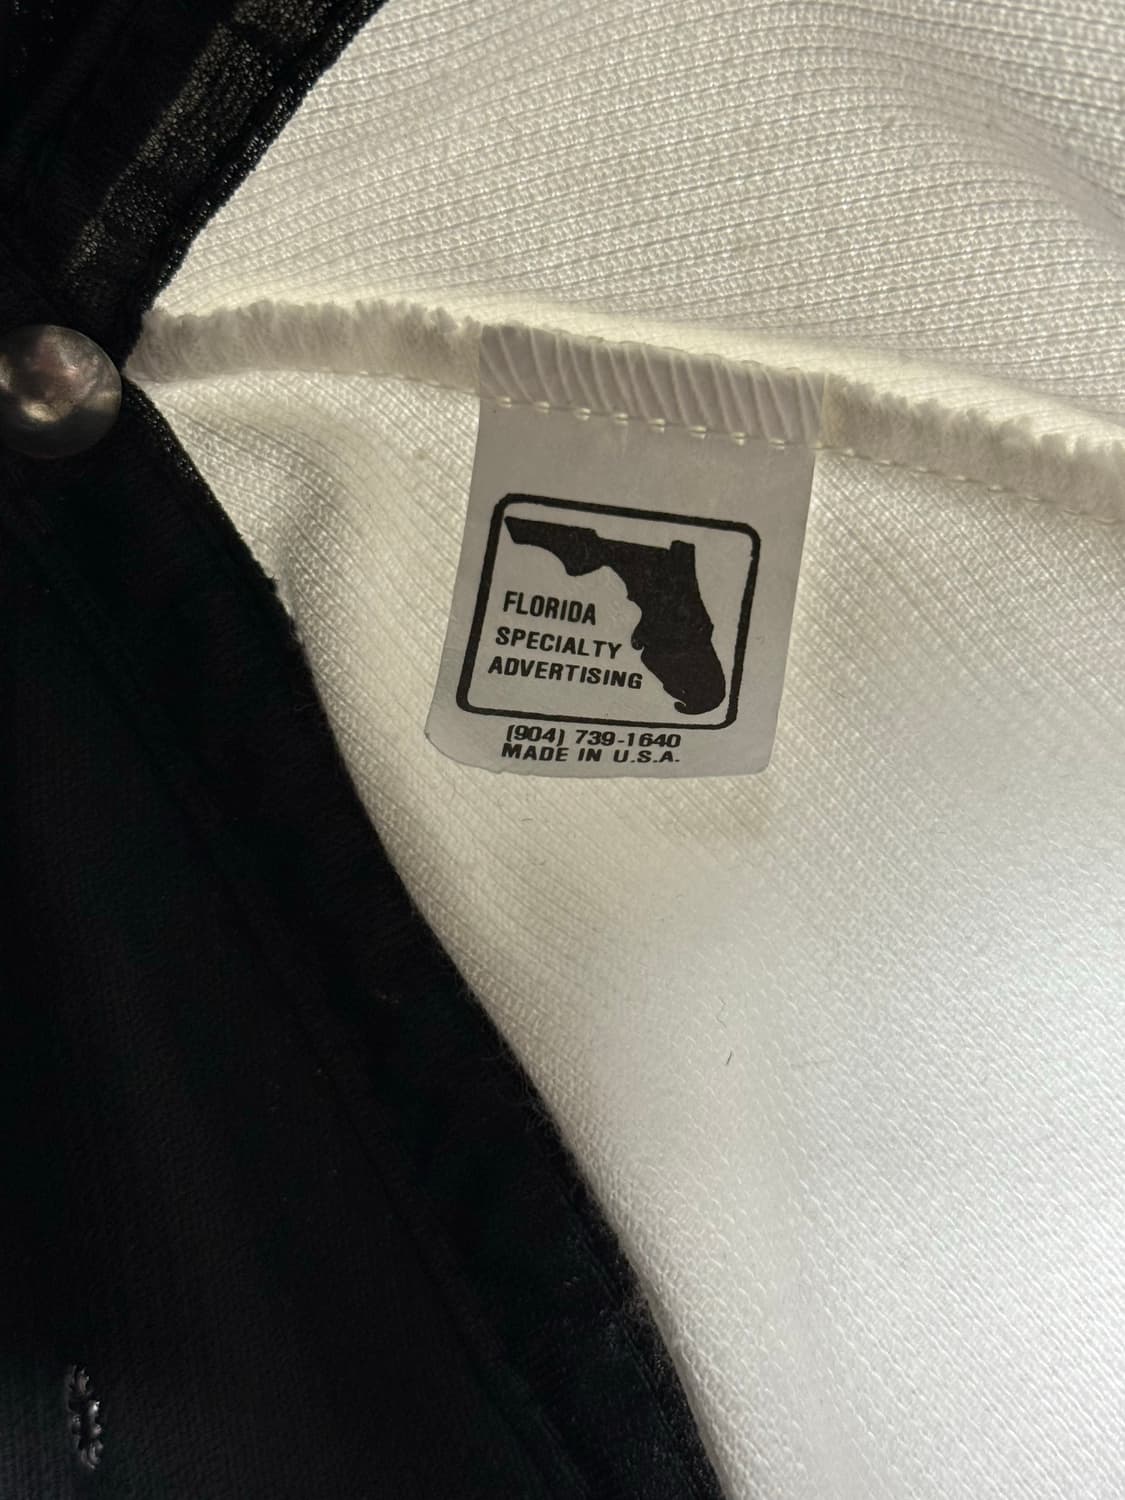 FLORIDA
SPECIALTY
ADVERTISING
(904) 739-1640
MADE IN U.S.A.